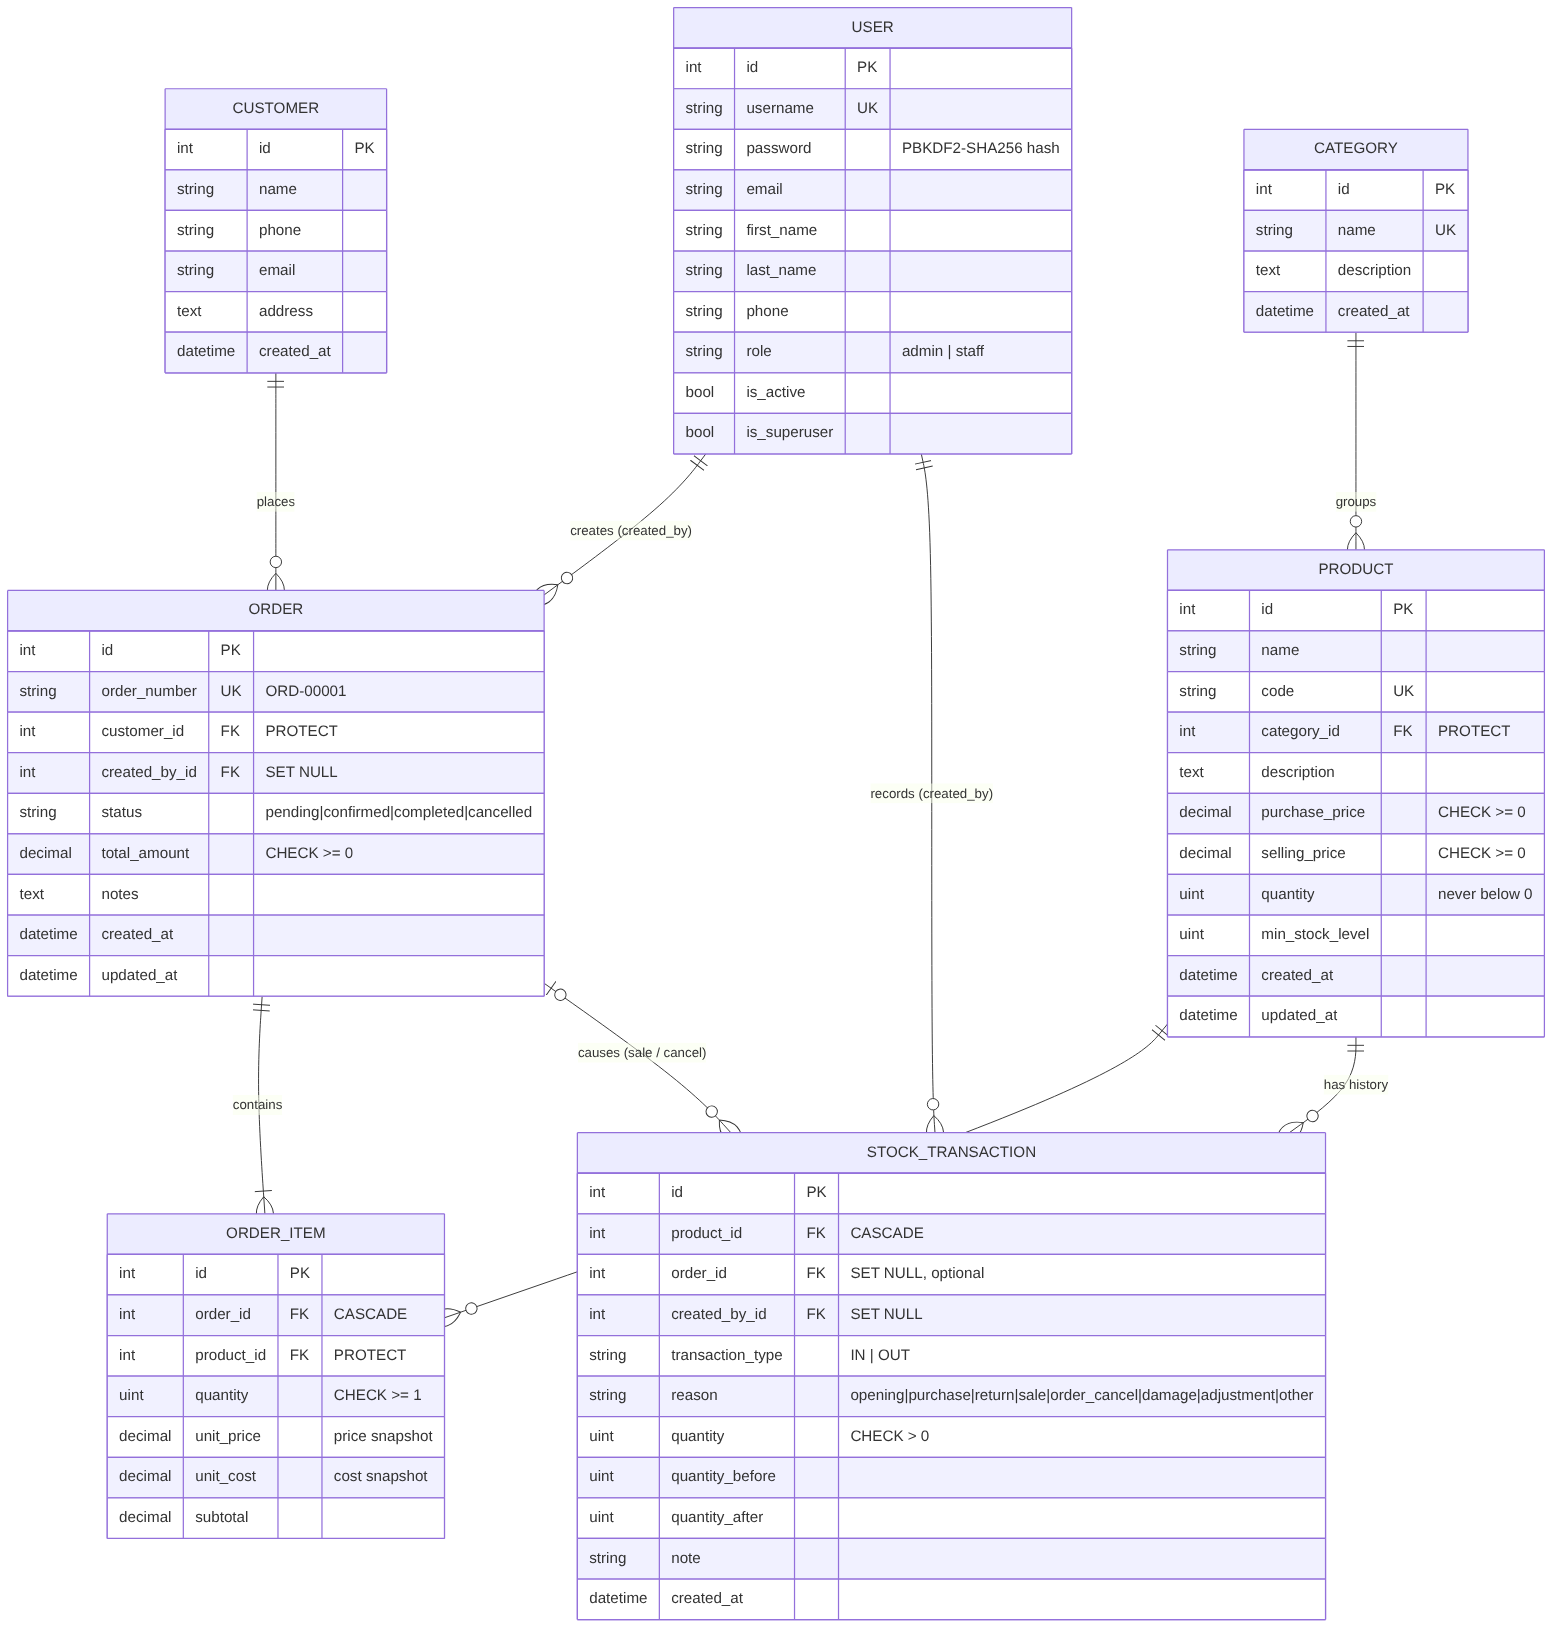 USER
int id PK
string username UK
string password PBKDF2-SHA256 hash
string email
string first_name
string last_name
string phone
string role admin | staff
bool is_active
bool is_superuser
CUSTOMER
int id PK
string name
string phone
string email
text address
datetime created_at
CATEGORY
int id PK
string name UK
text description
datetime created_at
places
creates (created_by)
groups
ORDER
int id PK
string order_number UK ORD-00001
int customer_id FK PROTECT
int created_by_id FK SET NULL
string status pending|confirmed|completed|cancelled
decimal total_amount CHECK >= 0
text notes
datetime created_at
datetime updated_at
records (created_by)
PRODUCT
int id PK
string name
string code UK
int category_id FK PROTECT
text description
decimal purchase_price CHECK >= 0
decimal selling_price CHECK >= 0
uint quantity never below 0
uint min_stock_level
datetime created_at
datetime updated_at
causes (sale / cancel)
has history
contains
ORDER_ITEM
int id PK
int order_id FK CASCADE
int product_id FK PROTECT
uint quantity CHECK >= 1
decimal unit_price price snapshot
decimal unit_cost cost snapshot
decimal subtotal
STOCK_TRANSACTION
int id PK
int product_id FK CASCADE
int order_id FK SET NULL, optional
int created_by_id FK SET NULL
string transaction_type IN | OUT
string reason opening|purchase|return|sale|order_cancel|damage|adjustment|other
uint quantity CHECK > 0
uint quantity_before
uint quantity_after
string note
datetime created_at